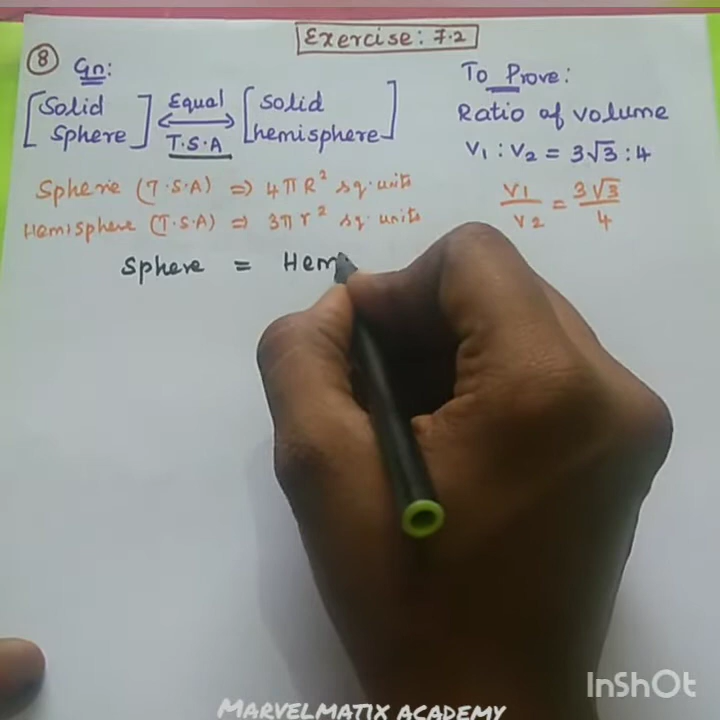 Exercise: 7.2
8 Gn:
[Solid Sphere] Equal T.S.A [Solid hemisphere]
To Prove:
Ratio of volume
V1 : V2 = 3√3 : 4
V1/V2 = 3√3/4
Sphere (T.S.A) => 4πR² sq. units
Hemisphere (T.S.A) => 3πr² sq units
Sphere = Hem
InShOt
MARVELMATIX ACADEMY